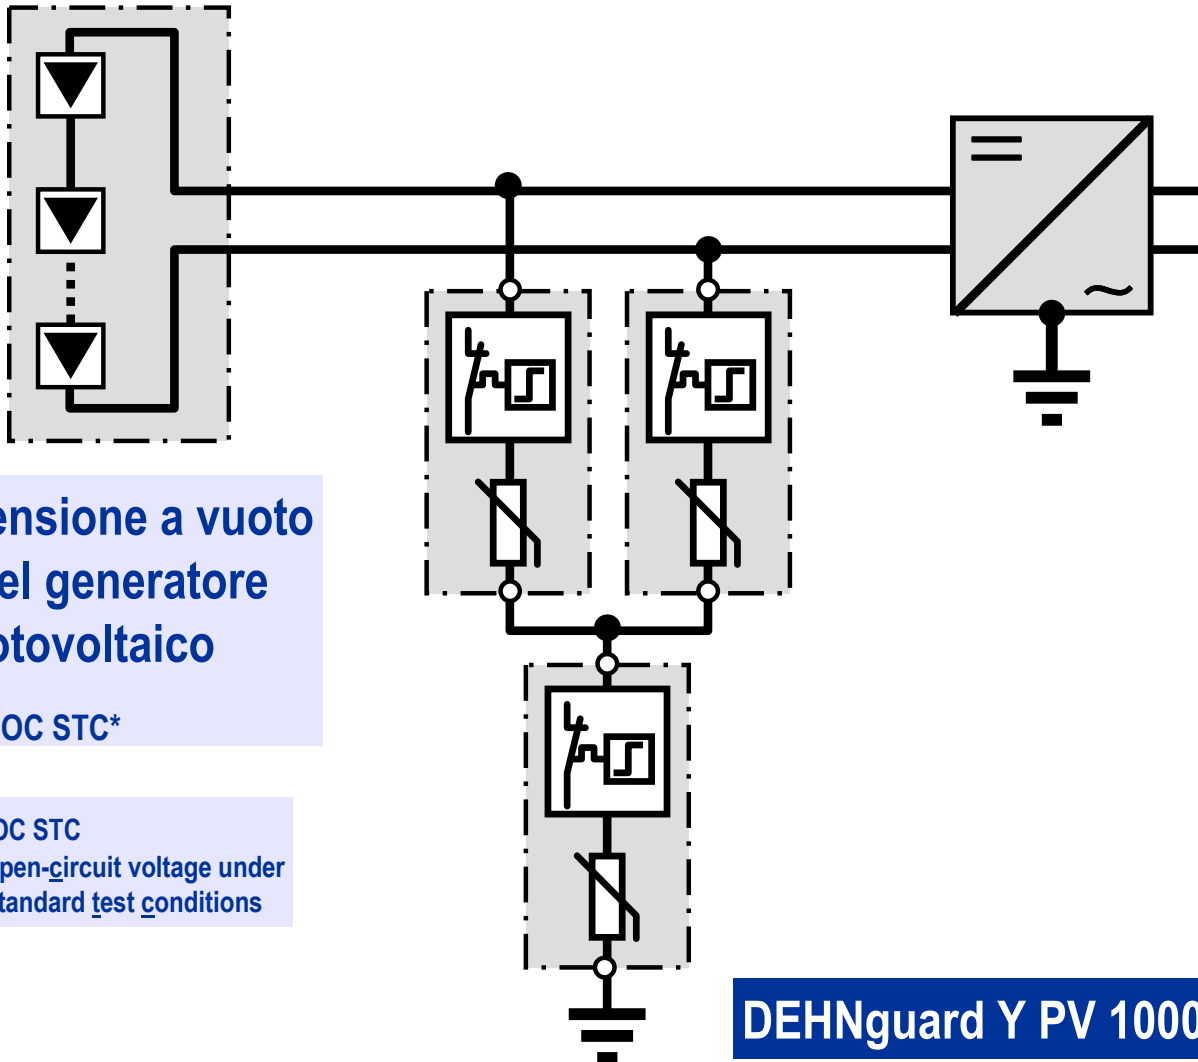 ensione a vuoto
el generatore
otovoltaico
OC STC*
OC STC
pen-circuit voltage under
tandard test conditions
DEHNguard Y PV 1000